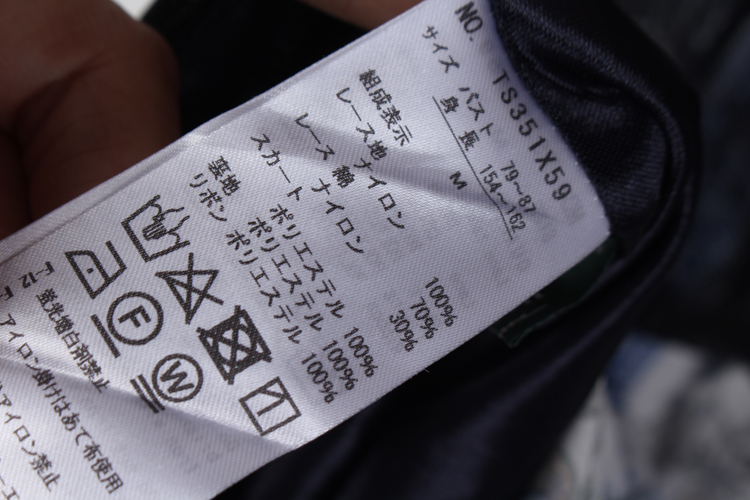 NO. TS351X59
サイズ バスト 79~87
身長 154~162
M
組成表示
レース地 ナイロン 100%
レース 綿 70%
ナイロン 30%
スカート ポリエステル 100%
裏地 ポリエステル 100%
リボン ポリエステル 100%
F
W
蛍光増白剤禁止
アイロン掛けはあて布使用
アイロン禁止